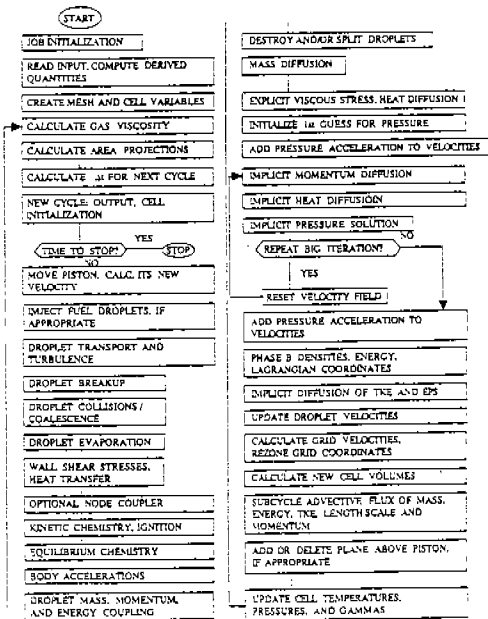 START
JOB INITIALIZATION
READ INPUT, COMPUTE DERIVED
QUANTITIES
CREATE MESH AND CELL VARIABLES
CALCULATE GAS VISCOSITY
CALCULATE AREA PROJECTIONS
CALCULATE Δt FOR NEXT CYCLE
NEW CYCLE: OUTPUT, CELL
INITIALIZATION
YES
TIME TO STOP?
STOP
NO
MOVE PISTON, CALC. ITS NEW
VELOCITY
INJECT FUEL DROPLETS, IF
APPROPRIATE
DROPLET TRANSPORT AND
TURBULENCE
DROPLET BREAKUP
DROPLET COLLISIONS /
COALESCENCE
DROPLET EVAPORATION
WALL SHEAR STRESSES,
HEAT TRANSFER
OPTIONAL NODE COUPLER
KINETIC CHEMISTRY, IGNITION
EQUILIBRIUM CHEMISTRY
BODY ACCELERATIONS
DROPLET MASS, MOMENTUM,
AND ENERGY COUPLING
DESTROY AND/OR SPLIT DROPLETS
MASS DIFFUSION
EXPLICIT VISCOUS STRESS, HEAT DIFFUSION
INITIALIZE 1st GUESS FOR PRESSURE
ADD PRESSURE ACCELERATION TO VELOCITIES
IMPLICIT MOMENTUM DIFFUSION
IMPLICIT HEAT DIFFUSION
IMPLICIT PRESSURE SOLUTION
NO
REPEAT BIG ITERATION?
YES
RESET VELOCITY FIELD
ADD PRESSURE ACCELERATION TO
VELOCITIES
PHASE B DENSITIES, ENERGY,
LAGRANGIAN COORDINATES
IMPLICIT DIFFUSION OF TKE AND EPS
UPDATE DROPLET VELOCITIES
CALCULATE GRID VELOCITIES,
REZONE GRID COORDINATES
CALCULATE NEW CELL VOLUMES
SUBCYCLE ADVECTIVE FLUX OF MASS,
ENERGY, TKE, LENGTH SCALE AND
MOMENTUM
ADD OR DELETE PLANE ABOVE PISTON,
IF APPROPRIATE
UPDATE CELL TEMPERATURES,
PRESSURES, AND GAMMAS